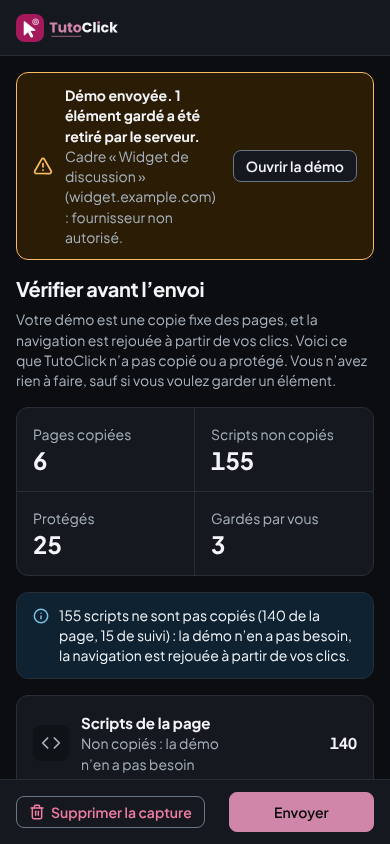 TutoClick
Démo envoyée. 1
élément gardé a été
retiré par le serveur.
Cadre « Widget de
discussion »
(widget.example.com)
: fournisseur non
autorisé.
Ouvrir la démo
Vérifier avant l’envoi
Votre démo est une copie fixe des pages, et la
navigation est rejouée à partir de vos clics. Voici ce
que TutoClick n’a pas copié ou a protégé. Vous n’avez
rien à faire, sauf si vous voulez garder un élément.
Pages copiées
6
Scripts non copiés
155
Protégés
25
Gardés par vous
3
155 scripts ne sont pas copiés (140 de la
page, 15 de suivi) : la démo n’en a pas besoin,
la navigation est rejouée à partir de vos clics.
Scripts de la page
Non copiés : la démo
n’en a pas besoin
140
Supprimer la capture
Envoyer